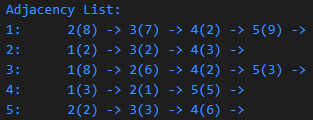 Adjacency List:
1: 2(8) -> 3(7) -> 4(2) -> 5(9) ->
2: 1(2) -> 3(2) -> 4(3) ->
3: 1(8) -> 2(6) -> 4(2) -> 5(3) ->
4: 1(3) -> 2(1) -> 5(5) ->
5: 2(2) -> 3(3) -> 4(6) ->